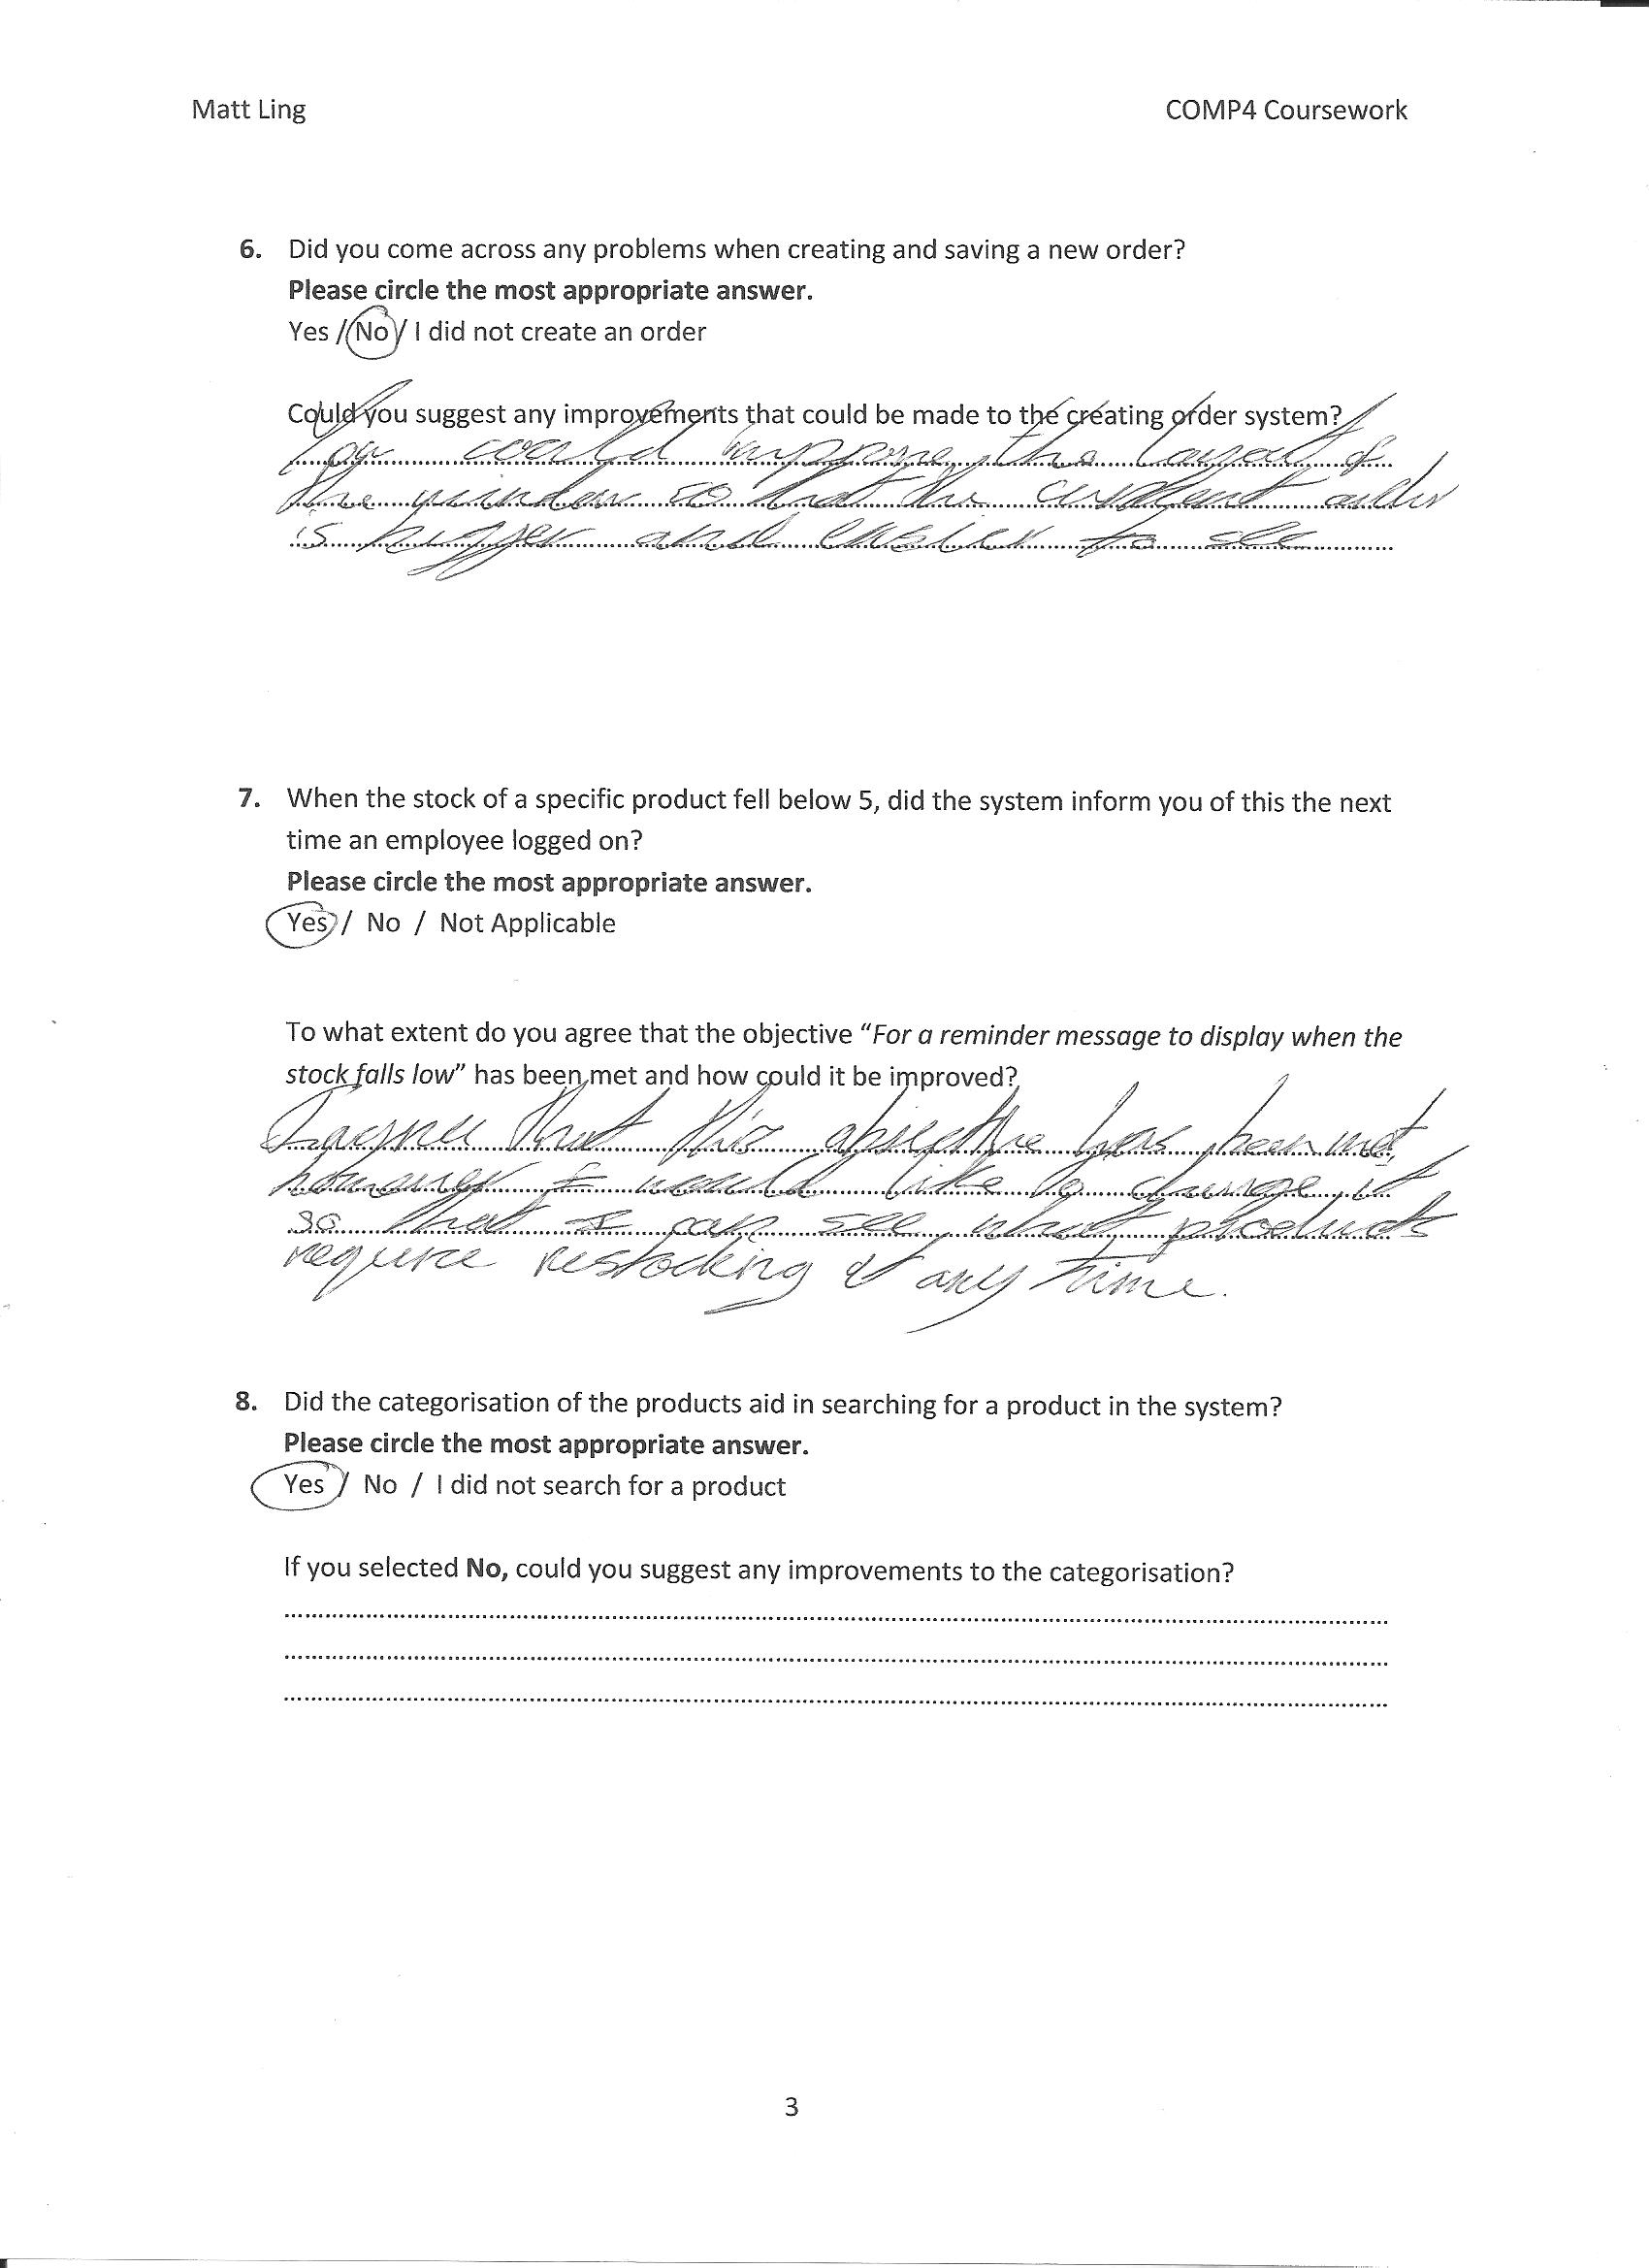 Matt Ling
COMP4 Coursework
6. Did you come across any problems when creating and saving a new order?
Please circle the most appropriate answer.
Yes / No / I did not create an order
Could you suggest any improvements that could be made to the creating order system?
You could improve the layout of
the window so that the current order
is bigger and easier to see
7. When the stock of a specific product fell below 5, did the system inform you of this the next
time an employee logged on?
Please circle the most appropriate answer.
Yes / No / Not Applicable
To what extent do you agree that the objective “For a reminder message to display when the
stock falls low” has been met and how could it be improved?
I agree that this objective has been met,
however I would like to change it
so that I can see what products
require restocking at any time.
8. Did the categorisation of the products aid in searching for a product in the system?
Please circle the most appropriate answer.
Yes / No / I did not search for a product
If you selected No, could you suggest any improvements to the categorisation?
3